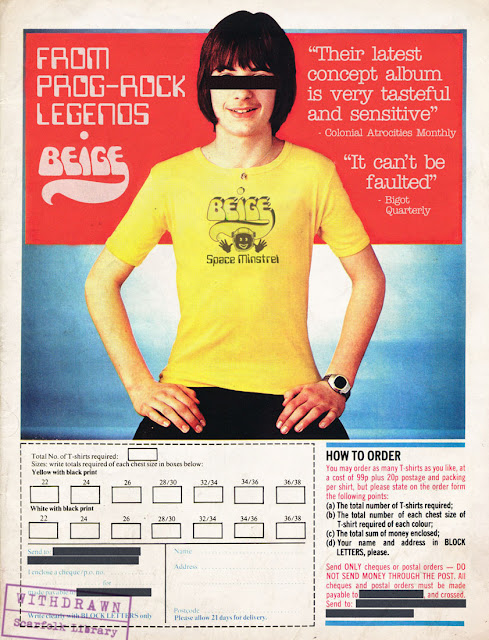 FROM
PROG-ROCK
LEGENDS
BEIGE
“Their latest
concept album
is very tasteful
and sensitive”
- Colonial Atrocities Monthly
“It can’t be
faulted”
- Bigot
Quarterly
BEIGE
Space Minstrel
Total No. of T-shirts required:
Sizes: write totals required of each chest size in boxes below:
Yellow with black print
22 24 26 28/30 32/34 34/36 36/38
White with black print
22 24 26 28/30 32/34 34/36 36/38
Send to:
I enclose a cheque/p.o. no.
for
made payable to
Write clearly with BLOCK LETTERS only
Name
Address
Postcode
Please allow 21 days for delivery.
WITHDRAWN
Scarfolk Library
HOW TO ORDER
You may order as many T-shirts as you like, at
a cost of 99p plus 20p postage and packing
per shirt, but please state on the order form
the following points:
(a) The total number of T-shirts required;
(b) The total number of each chest size of
T-shirt required of each colour;
(c) The total sum of money enclosed;
(d) Your name and address in BLOCK
LETTERS, please.
Send ONLY cheques or postal orders — DO
NOT SEND MONEY THROUGH THE POST. All
cheques and postal orders must be made
payable to , and crossed.
Send to: